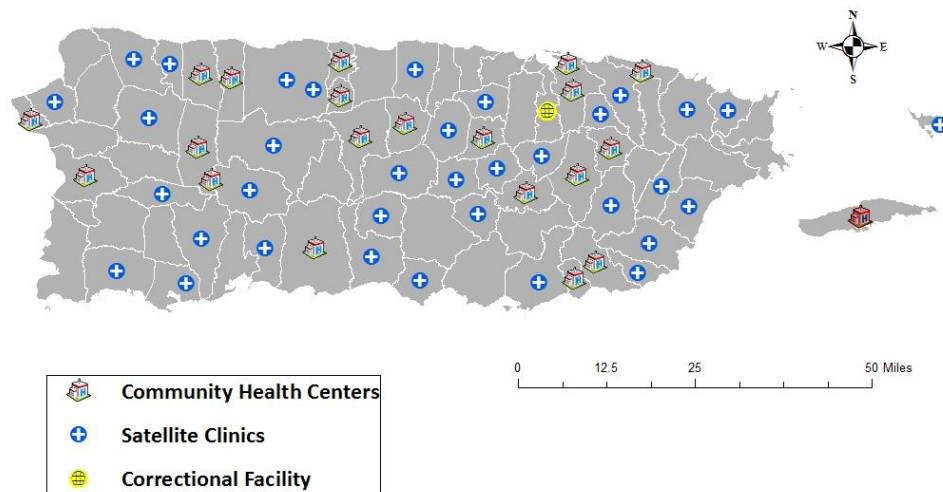 N
W E
S
0 12.5 25 50 Miles
Community Health Centers
Satellite Clinics
Correctional Facility